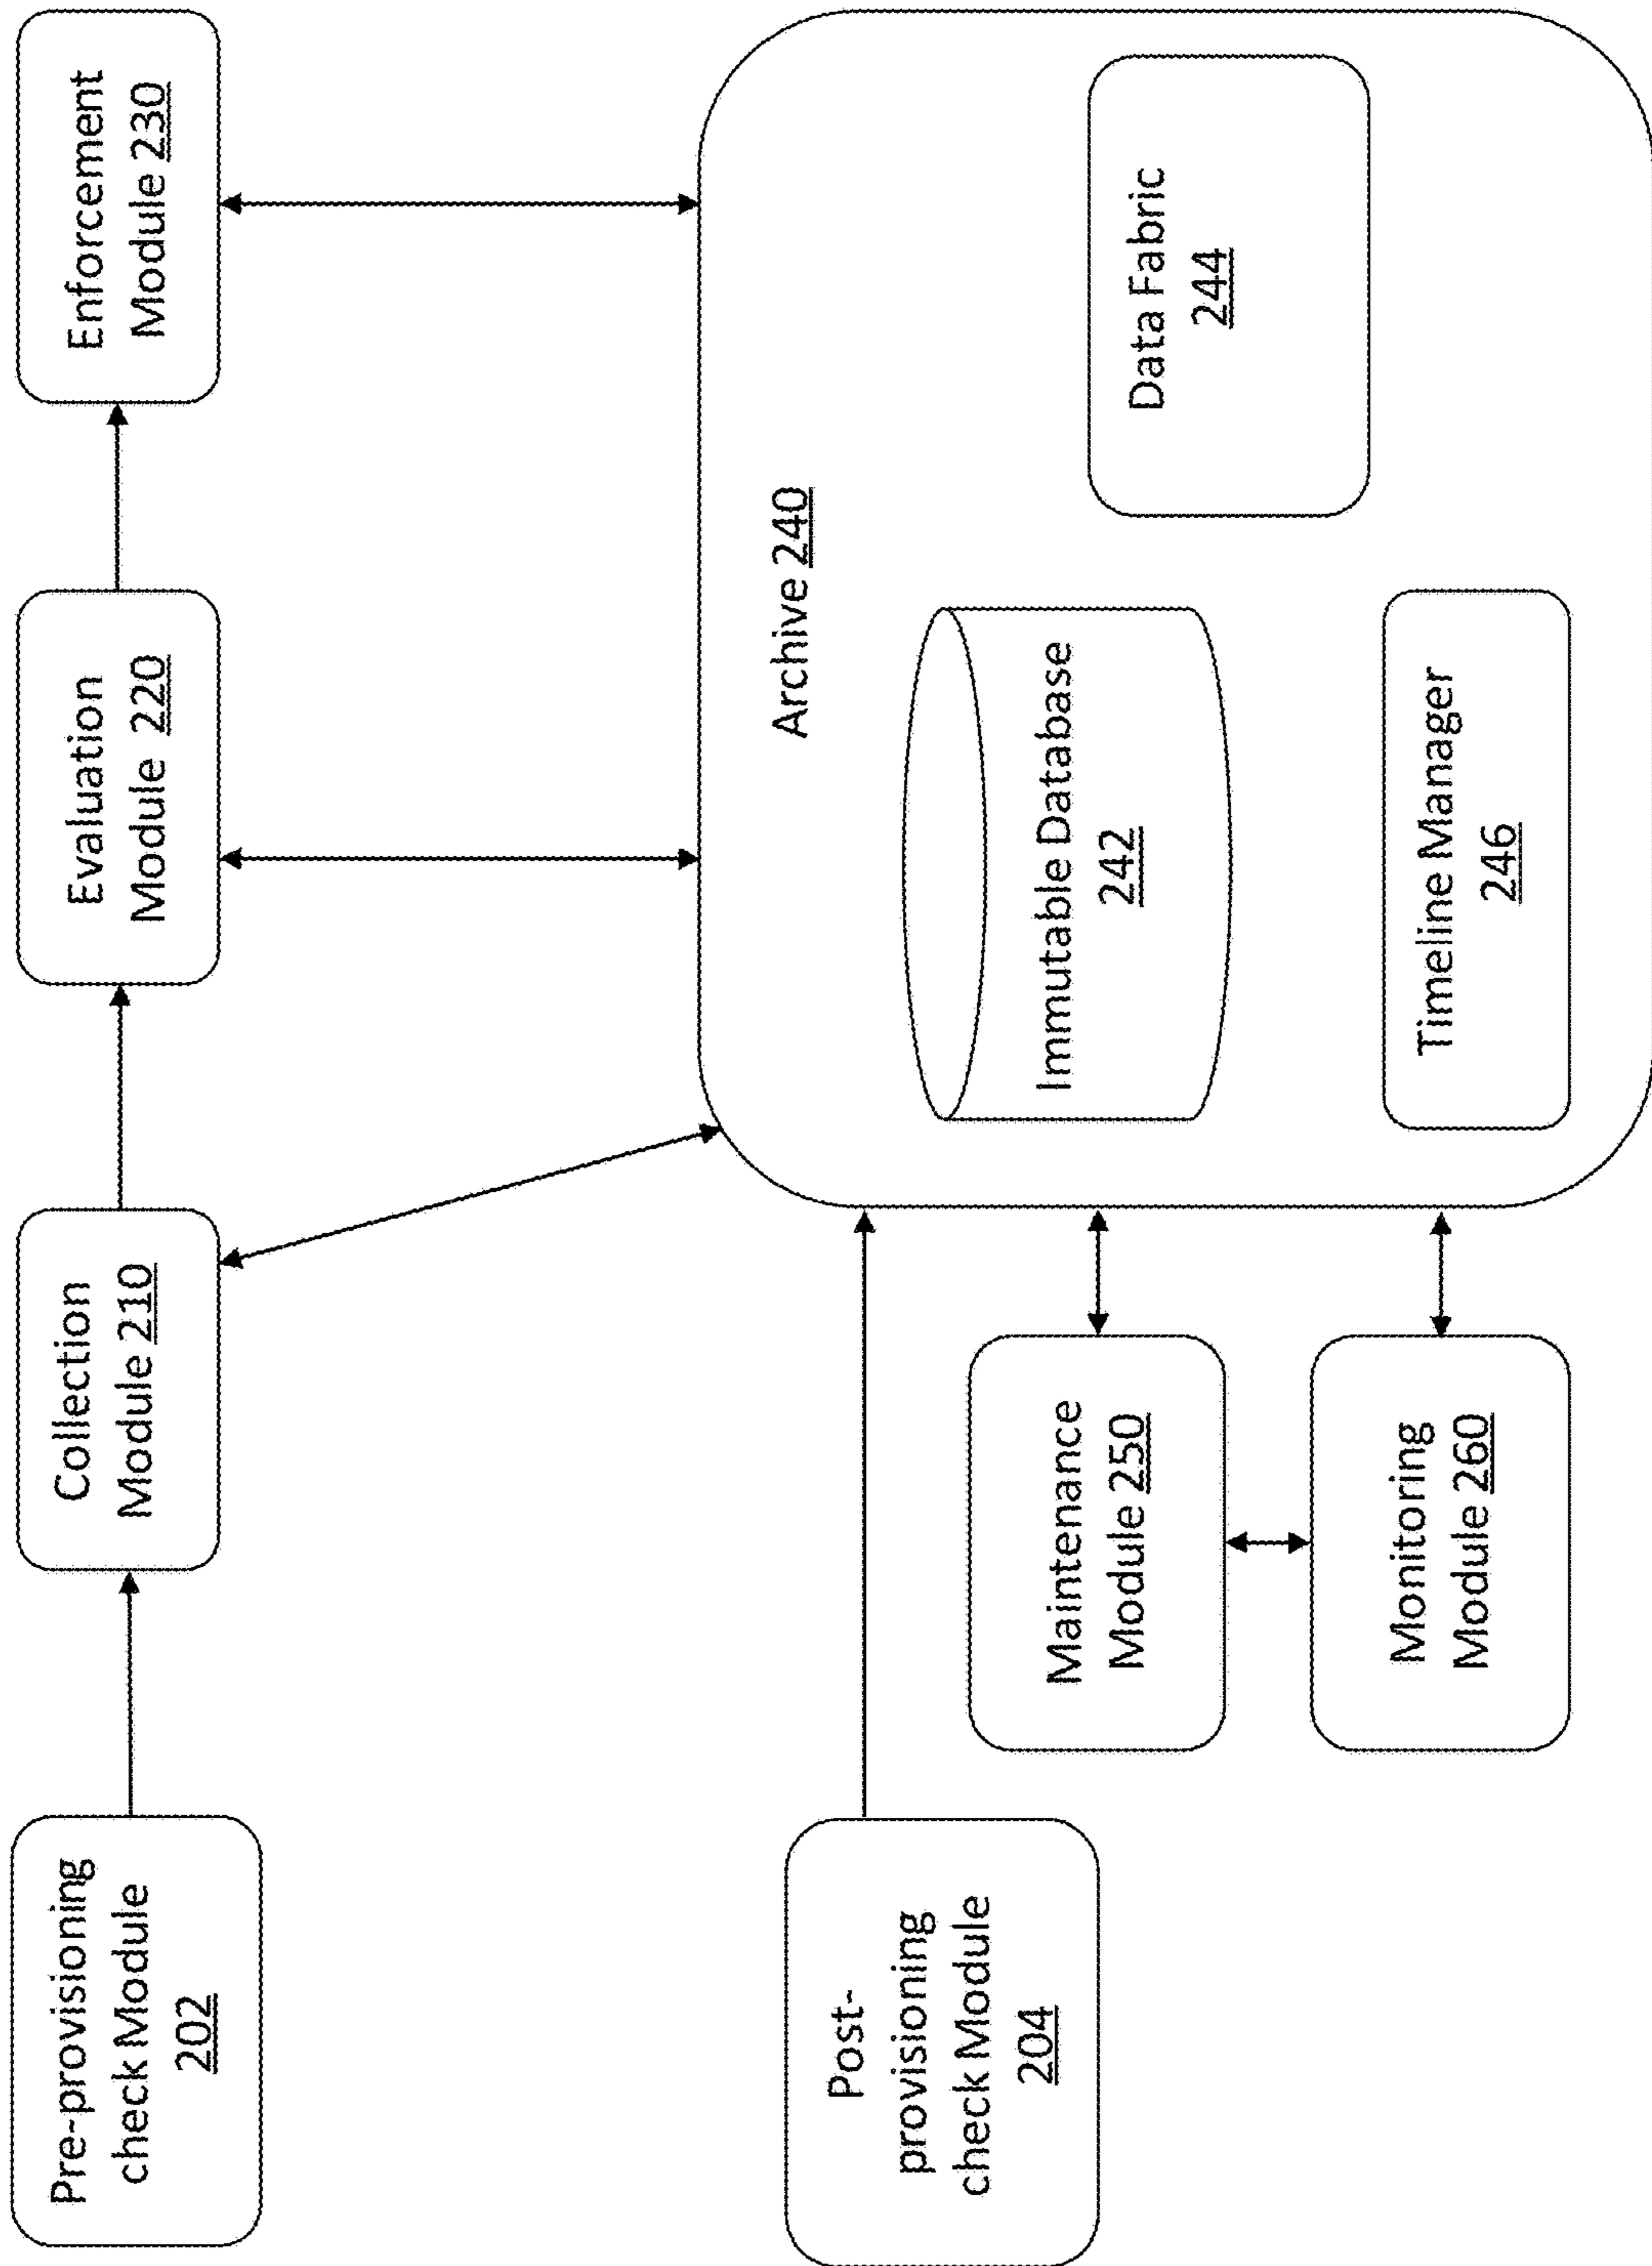 Pre-provisioning
check Module
202
Collection
Module 210
Evaluation
Module 220
Enforcement
Module 230
Post-
provisioning
check Module
204
Maintenance
Module 250
Monitoring
Module 260
Archive 240
Immutable Database
242
Data Fabric
244
Timeline Manager
246